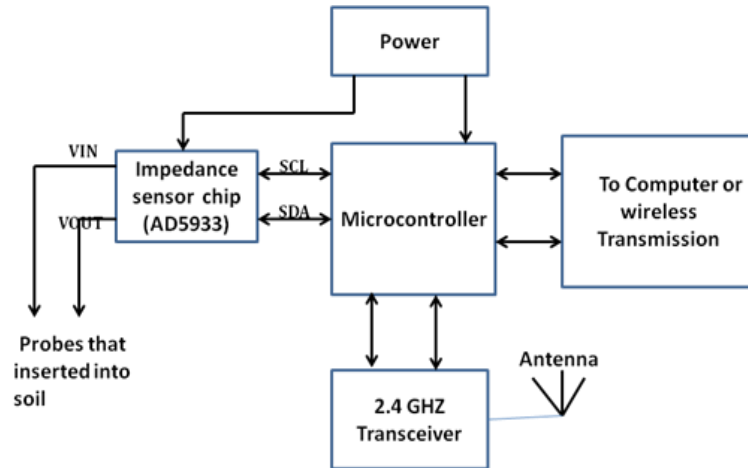 Power
VIN
Impedance
sensor chip
(AD5933)
VOUT
SCL
SDA
Microcontroller
To Computer or
wireless
Transmission
Probes that
inserted into
soil
2.4 GHZ
Transceiver
Antenna